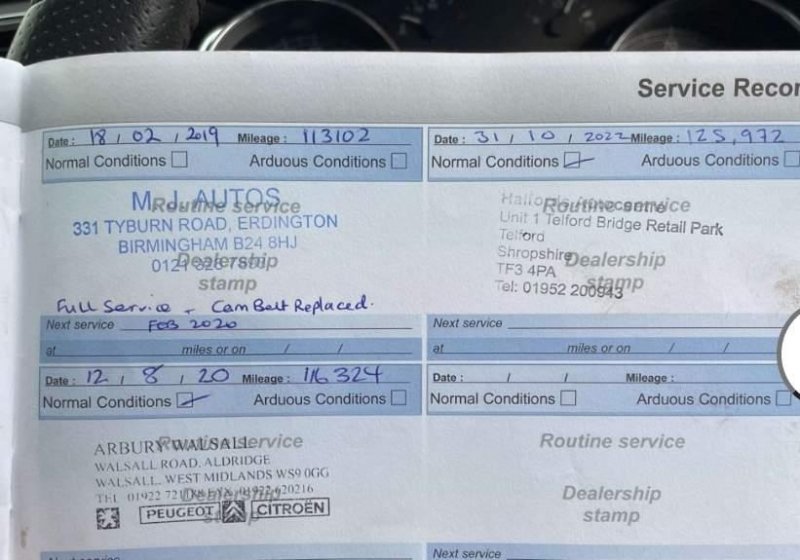 Service Recor
Date: 18 / 02 / 2019 Mileage: 113102
Normal Conditions Arduous Conditions
Routine service
M. J. AUTOS
331 TYBURN ROAD, ERDINGTON
BIRMINGHAM B24 8HJ
0121
Dealership
stamp
Full Service - Cam Belt Replaced.
Next service FEB 2020
at miles or on / /
Date: 31 / 10 / 2022 Mileage: 125,972
Normal Conditions Arduous Conditions
Routine service
Unit 1 Telford Bridge Retail Park
Telford
Shropshire
Dealership
TF3 4PA
stamp
Tel: 01952 200943
Next service
at miles or on / /
Date: 12 / 8 / 20 Mileage: 116324
Normal Conditions Arduous Conditions
Routine service
ARBURY WALSALL
WALSALL ROAD, ALDRIDGE
WALSALL, WEST MIDLANDS WS9 0GG
TEL 01922
Dealership
stamp
PEUGEOT CITROËN
Date: / / Mileage:
Normal Conditions Arduous Conditions
Routine service
Dealership
stamp
Next service
Next service